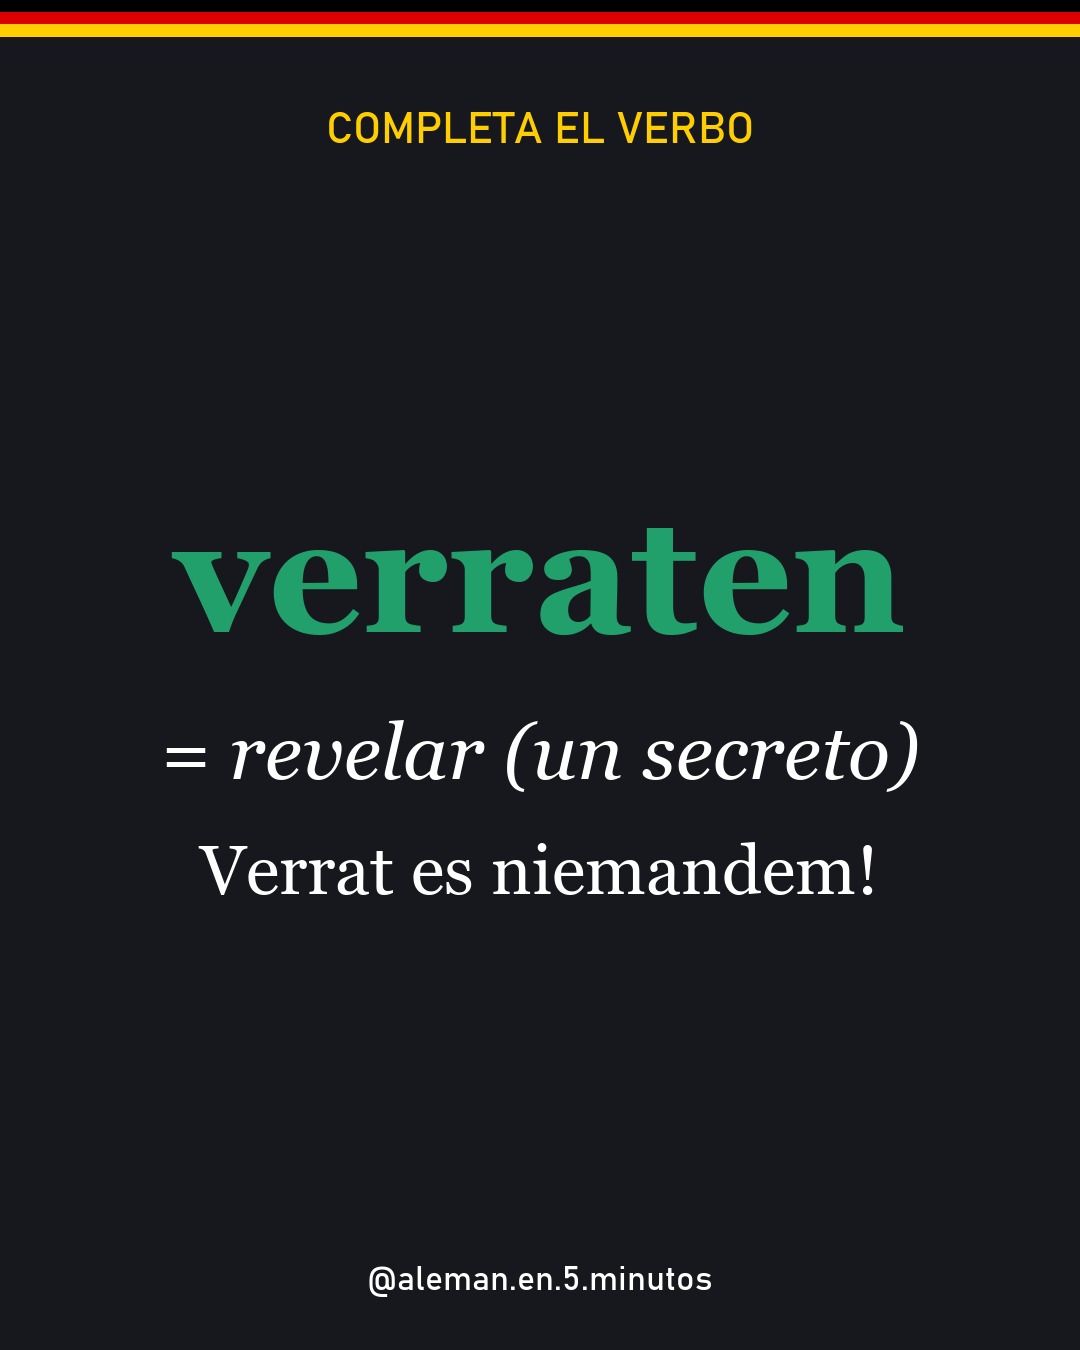 COMPLETA EL VERBO
verraten
= revelar (un secreto)
Verrat es niemandem!
@aleman.en.5.minutos